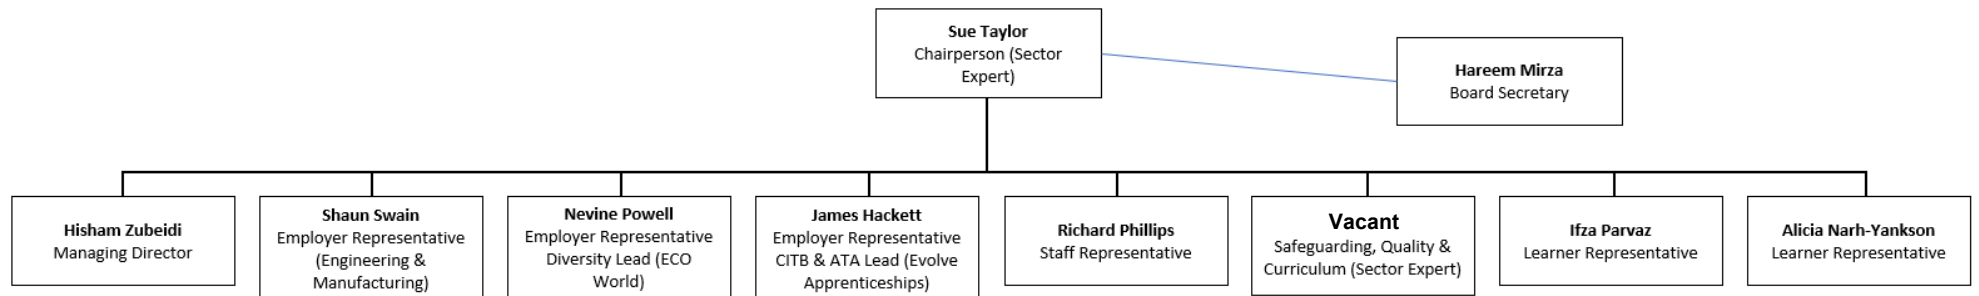 Sue Taylor
Chairperson (Sector
Expert)
Hareem Mirza
Board Secretary
Hisham Zubeidi
Managing Director
Shaun Swain
Employer Representative
(Engineering &
Manufacturing)
Nevine Powell
Employer Representative
Diversity Lead (ECO
World)
James Hackett
Employer Representative
CITB & ATA Lead (Evolve
Apprenticeships)
Richard Phillips
Staff Representative
Vacant
Safeguarding, Quality &
Curriculum (Sector Expert)
Ifza Parvaz
Learner Representative
Alicia Narh-Yankson
Learner Representative